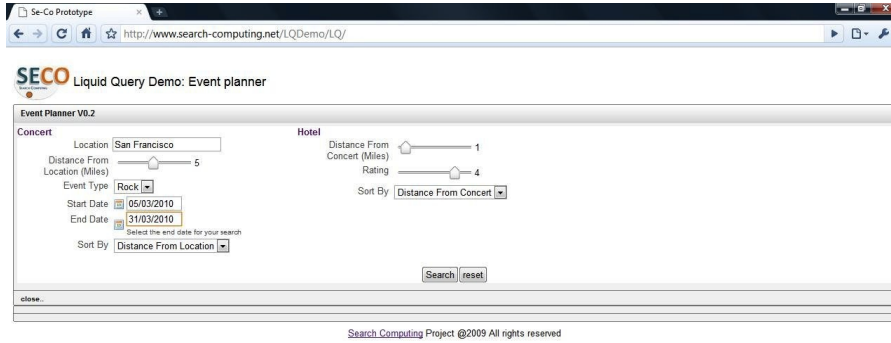 Se-Co Prototype
http://www.search-computing.net/LQDemo/LQ/
SECO Liquid Query Demo: Event planner
Event Planner V0.2
Concert
Location San Francisco
Distance From Location (Miles) 5
Event Type Rock
Start Date 05/03/2010
End Date 31/03/2010
Select the end date for your search
Sort By Distance From Location
Hotel
Distance From Concert (Miles) 1
Rating 4
Sort By Distance From Concert
Search reset
close..
Search Computing Project @2009 All rights reserved